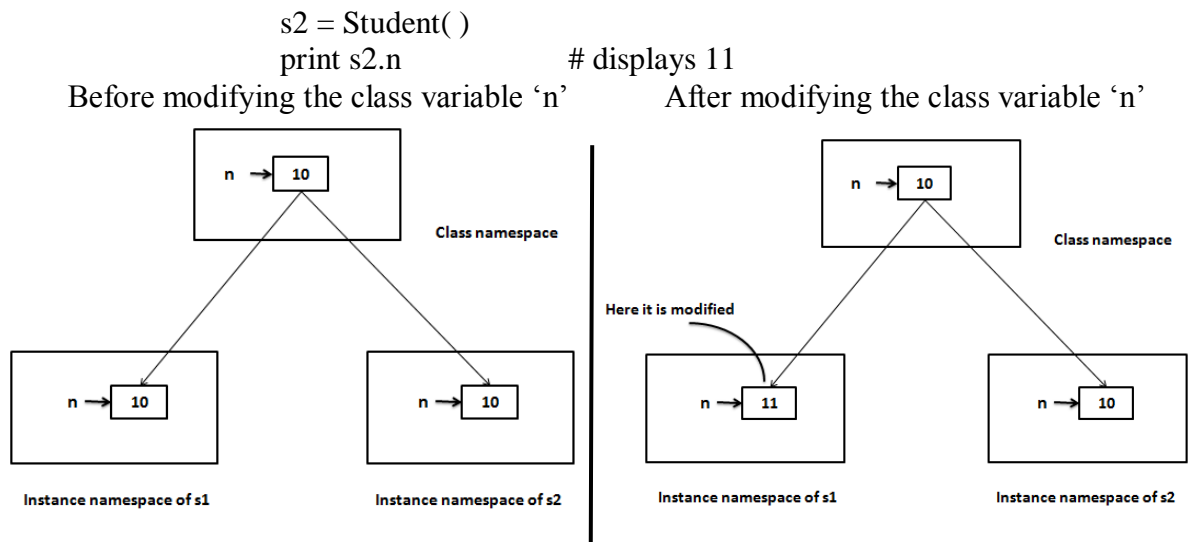 s2 = Student( )
print s2.n # displays 11
Before modifying the class variable ‘n’ After modifying the class variable ‘n’
n 10
Class namespace
n 10
Class namespace
Here it is modified
n 10
n 10
n 11
n 10
Instance namespace of s1
Instance namespace of s2
Instance namespace of s1
Instance namespace of s2